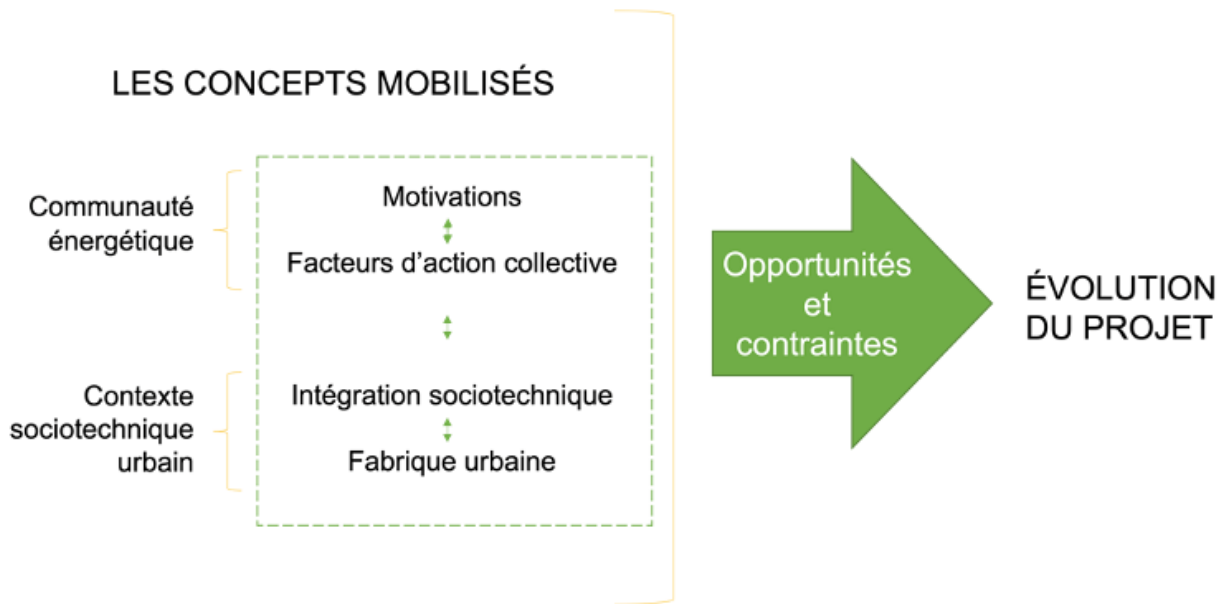 LES CONCEPTS MOBILISÉS
Communauté
énergétique
Motivations
Facteurs d'action collective
Contexte
sociotechnique
urbain
Intégration sociotechnique
Fabrique urbaine
Opportunités
et
contraintes
ÉVOLUTION
DU PROJET